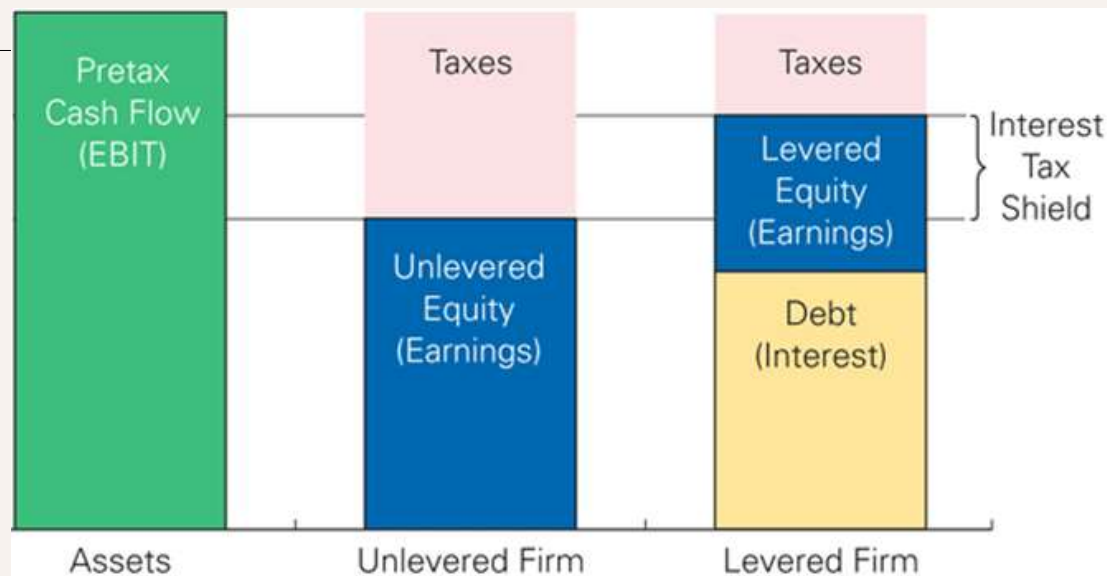 Pretax
Cash Flow
(EBIT)
Taxes
Unlevered
Equity
(Earnings)
Taxes
Levered
Equity
(Earnings)
Debt
(Interest)
Interest
Tax
Shield
Assets
Unlevered Firm
Levered Firm